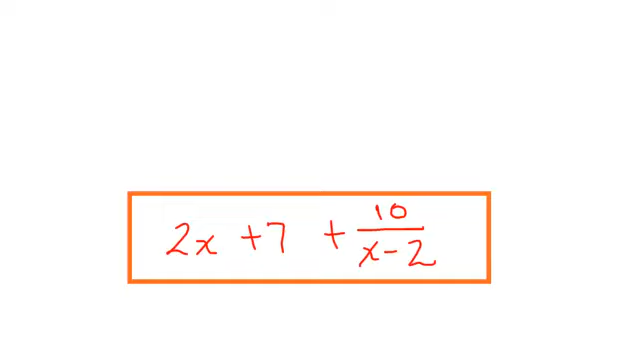 2x + 7 + 10/(x - 2)